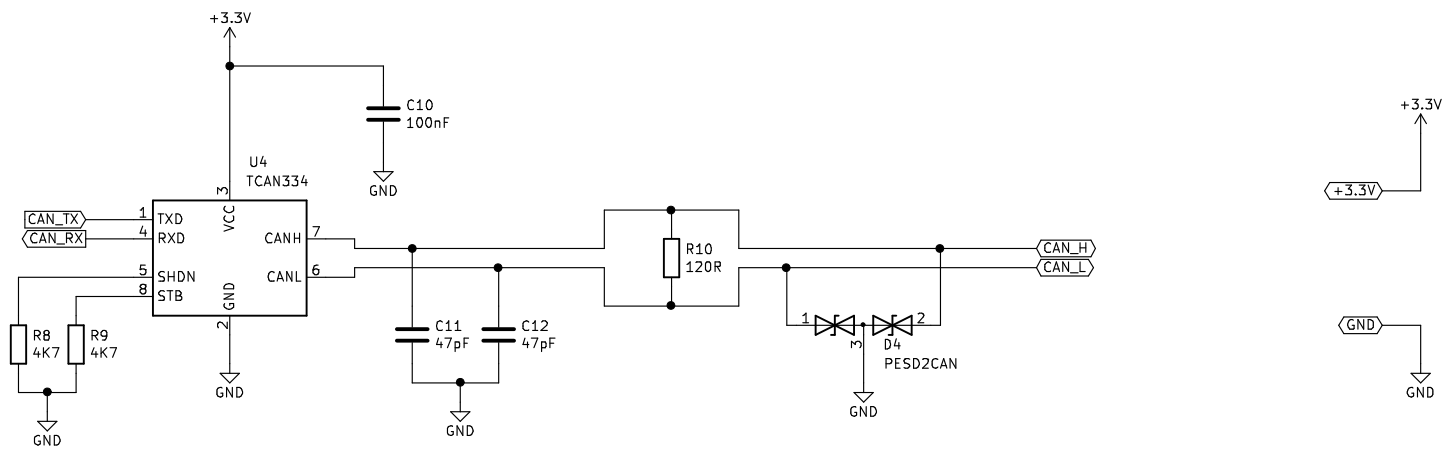 +3.3V
C10
100nF
GND
U4
TCAN334
3
VCC
CAN_TX
1
TXD
CAN_RX
4
RXD
5
SHDN
8
STB
CANH
7
CANL
6
GND
2
GND
R8
4K7
R9
4K7
GND
C11
47pF
C12
47pF
GND
R10
120R
CAN_H
CAN_L
1
2
3
D4
PESD2CAN
GND
+3.3V
+3.3V
GND
GND